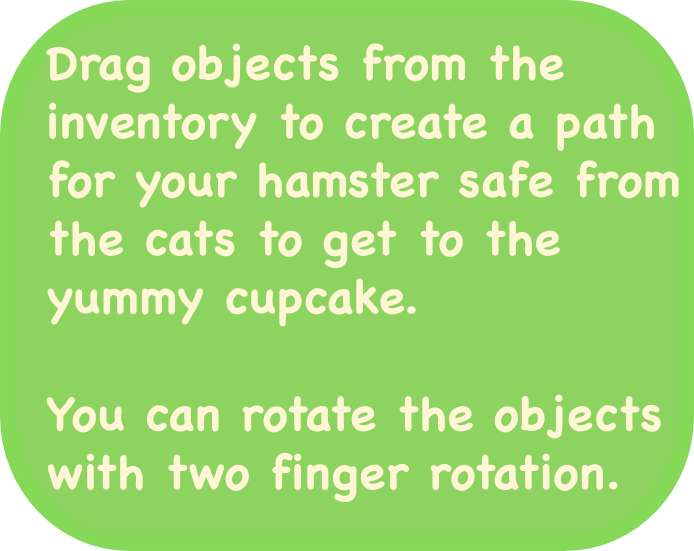 Drag objects from the
inventory to create a path
for your hamster safe from
the cats to get to the
yummy cupcake.
You can rotate the objects
with two finger rotation.